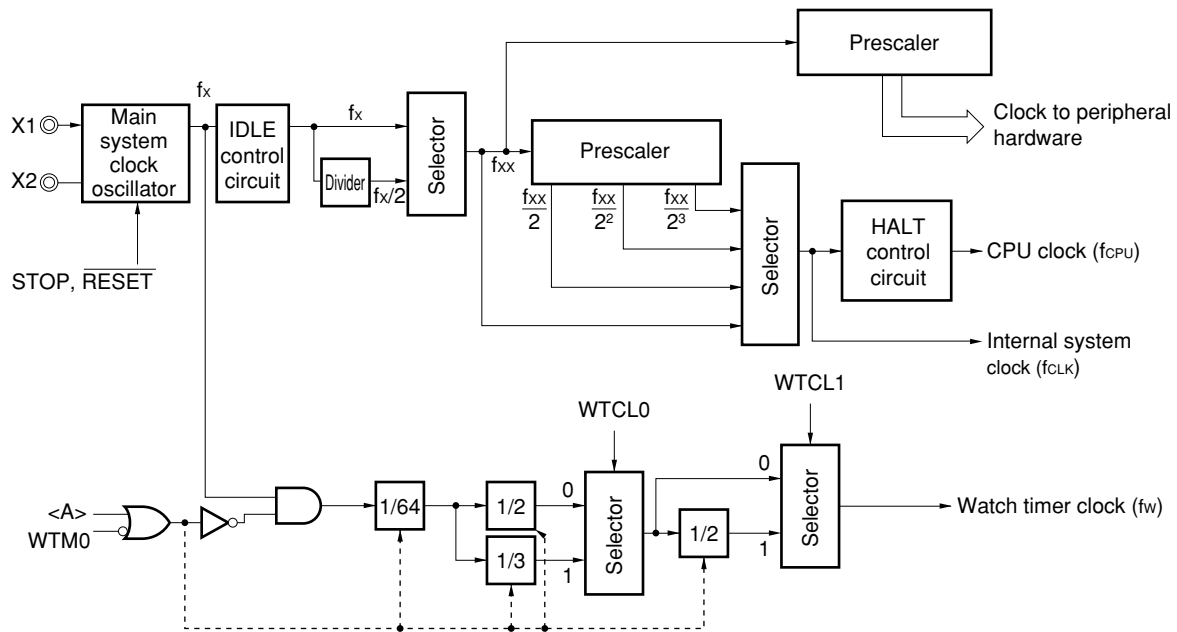 Prescaler
Clock to peripheral
hardware
X1
X2
Main
system
clock
oscillator
fX
IDLE
control
circuit
fX
Divider
fX/2
Selector
fXX
Prescaler
fXX
2
fXX
2²
fXX
2³
Selector
HALT
control
circuit
CPU clock (fCPU)
Internal system
clock (fCLK)
STOP, RESET
WTCL0
WTCL1
<A>
WTM0
1/64
1/2
0
1/3
1
Selector
1/2
0
1
Selector
Watch timer clock (fW)